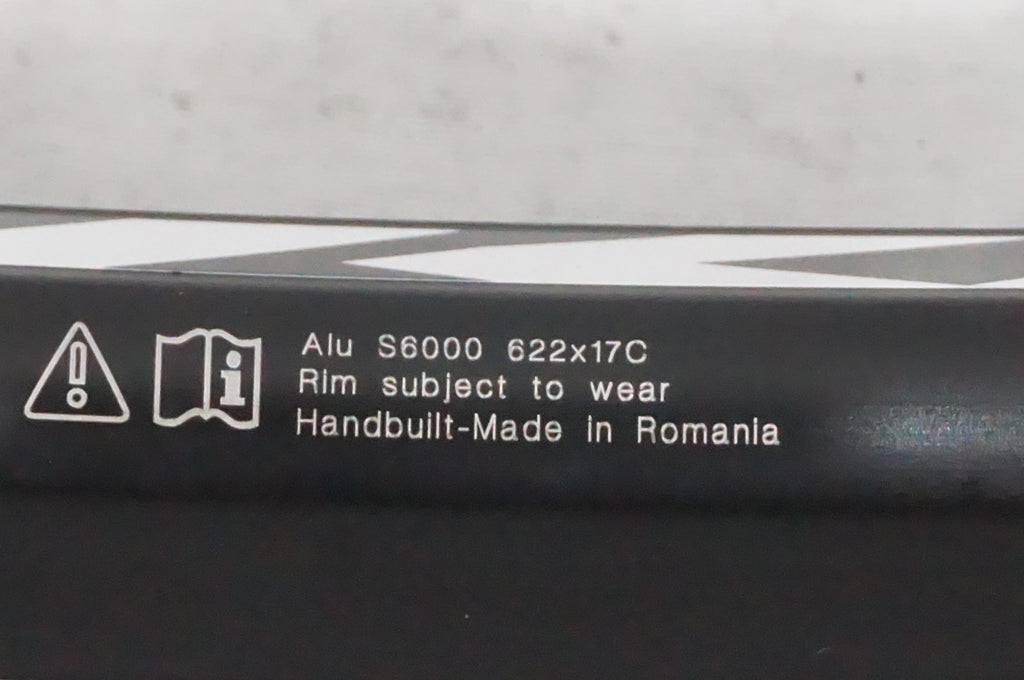 Alu S6000 622x17C
Rim subject to wear
Handbuilt-Made in Romania